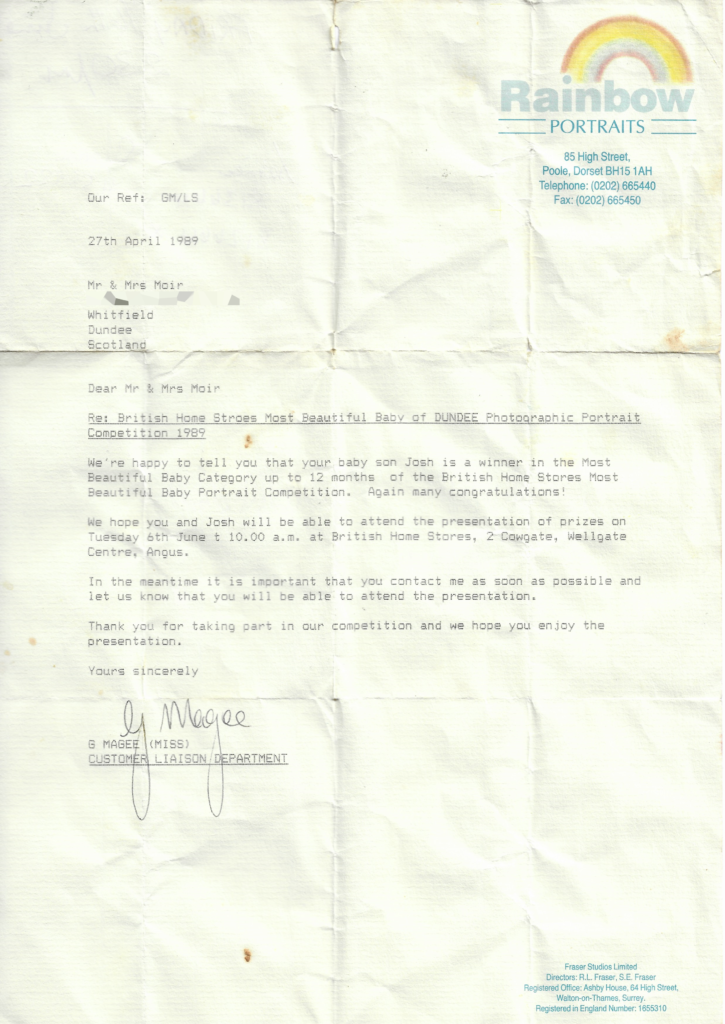 Rainbow
PORTRAITS
85 High Street,
Poole, Dorset BH15 1AH
Telephone: (0202) 665440
Fax: (0202) 665450
Our Ref: GM/LS
27th April 1989
Mr & Mrs Moir
Whitfield
Dundee
Scotland
Dear Mr & Mrs Moir
Re: British Home Stroes Most Beautiful Baby of DUNDEE Photographic Portrait
Competition 1989
We're happy to tell you that your baby son Josh is a winner in the Most
Beautiful Baby Category up to 12 months of the British Home Stores Most
Beautiful Baby Portrait Competition. Again many congratulations!
We hope you and Josh will be able to attend the presentation of prizes on
Tuesday 6th June t 10.00 a.m. at British Home Stores, 2 Cowgate, Wellgate
Centre, Angus.
In the meantime it is important that you contact me as soon as possible and
let us know that you will be able to attend the presentation.
Thank you for taking part in our competition and we hope you enjoy the
presentation.
Yours sincerely
G Magee
G MAGEE (MISS)
CUSTOMER LIAISON DEPARTMENT
Fraser Studios Limited
Directors: R.L. Fraser, S.E. Fraser
Registered Office: Ashby House, 64 High Street,
Walton-on-Thames, Surrey.
Registered in England Number: 1655310